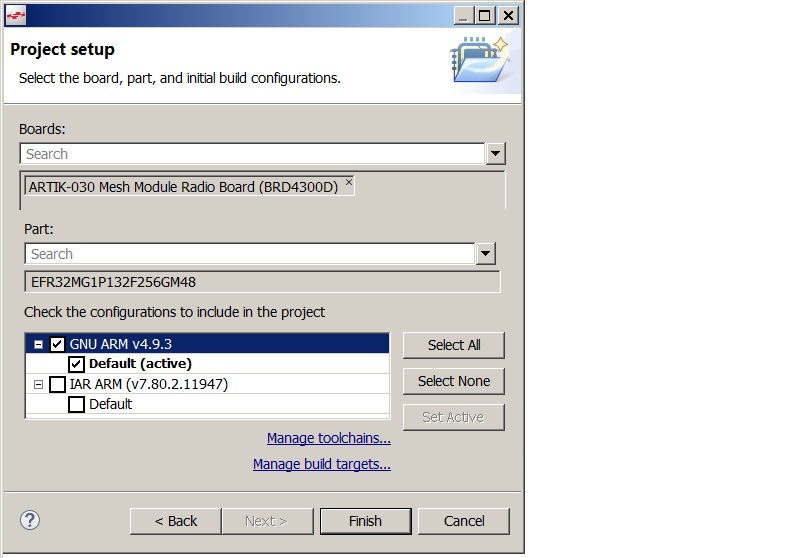 Project setup
Select the board, part, and initial build configurations.
Boards:
Search
ARTIK-030 Mesh Module Radio Board (BRD4300D) ×
Part:
Search
EFR32MG1P132F256GM48
Check the configurations to include in the project
GNU ARM v4.9.3
Default (active)
IAR ARM (v7.80.2.11947)
Default
Select All
Select None
Set Active
Manage toolchains...
Manage build targets...
?
< Back
Next >
Finish
Cancel